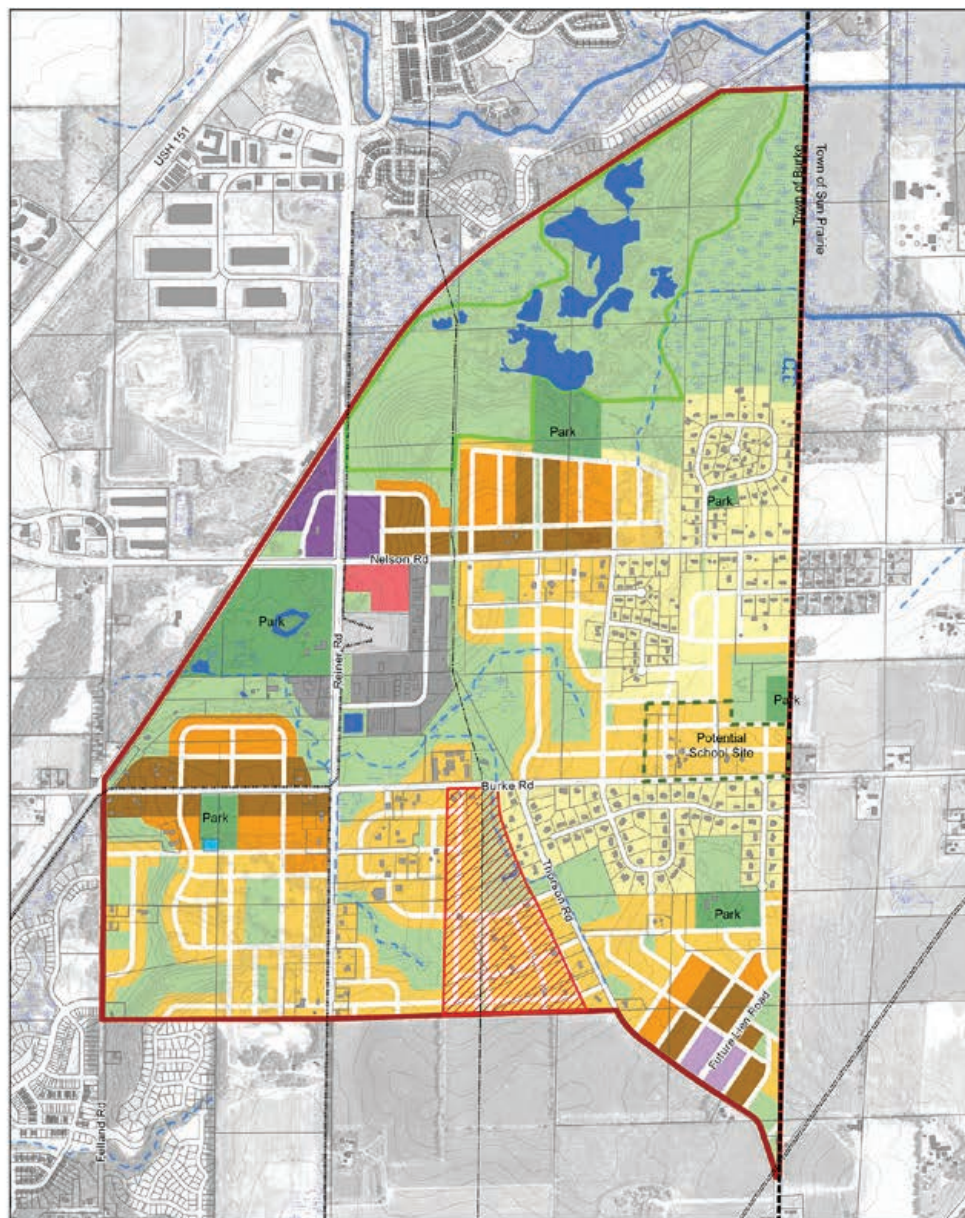 USH 151
Town of Burke
Town of Sun Prairie
Park
Park
Nelson Rd
Park
Reiner Rd
Park
Potential
School Site
Burke Rd
Park
Thorson Rd
Park
Future Lien Road
Felland Rd